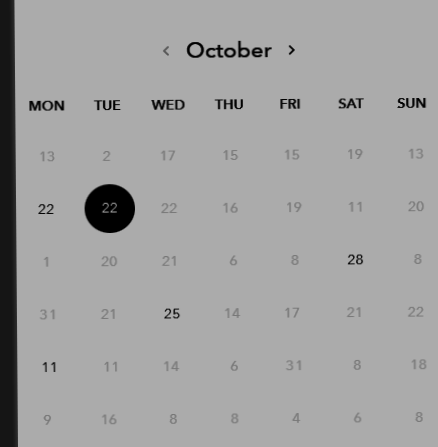 ‹ October ›
MON TUE WED THU FRI SAT SUN
13 2 17 15 15 19 13
22 22 22 16 19 11 20
1 20 21 6 8 28 8
31 21 25 14 17 21 22
11 11 14 6 31 8 18
9 16 8 8 4 6 8